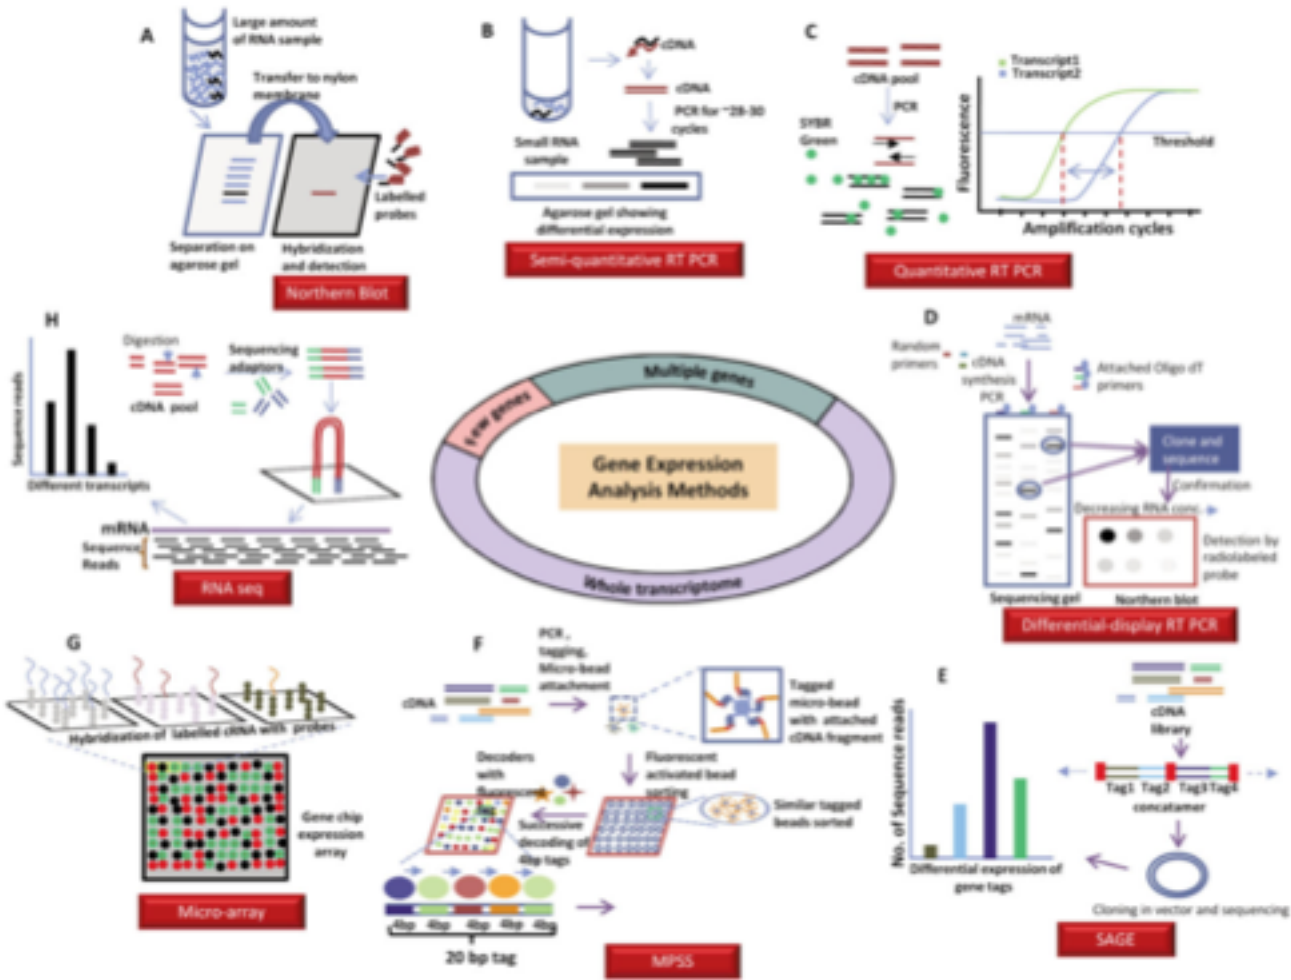 A
Large amount
of RNA sample
Transfer to nylon
membrane
Labelled
probes
Separation on
agarose gel
Hybridization
and detection
Northern Blot
B
cDNA
cDNA
PCR for ~28-30
cycles
Small RNA
sample
Agarose gel showing
differential expression
Semi-quantitative RT PCR
C
cDNA pool
PCR
SYBR
Green
Transcript1
Transcript2
Fluorescence
Threshold
Amplification cycles
Quantitative RT PCR
H
Sequence reads
Different transcripts
Digestion
cDNA pool
Sequencing
adaptors
mRNA
Sequence
Reads
RNA seq
Few genes
Multiple genes
Whole transcriptome
Gene Expression
Analysis Methods
D
mRNA
Random
primers
cDNA
synthesis
PCR
Attached Oligo dT
primers
Clone and
sequence
Confirmation
Decreasing RNA conc.
Detection by
radiolabeled
probe
Sequencing gel
Northern blot
Differential-display RT PCR
G
Hybridization of labelled cRNA with probes
Gene chip
expression
array
Micro-array
F
cDNA
PCR ,
tagging,
Micro-bead
attachment
Tagged
micro-bead
with attached
cDNA fragment
Decoders
with
fluorescent
tag
Fluorescent
activated bead
sorting
Similar tagged
beads sorted
Successive
decoding of
4bp tags
4bp 4bp 4bp 4bp 4bp
20 bp tag
MPSS
E
No. of Sequence reads
Differential expression of
gene tags
cDNA
library
Tag1 Tag2 Tag3 Tag4
concatamer
Cloning in vector and sequencing
SAGE